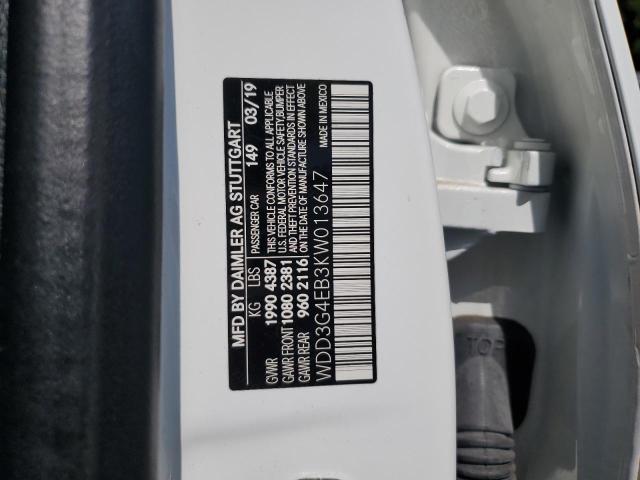 MFD BY DAIMLER AG STUTTGART
PASSENGER CAR 149 03/19
KG LBS
GVWR 1990 4387
GAWR FRONT 1080 2381
GAWR REAR 960 2116
THIS VEHICLE CONFORMS TO ALL APPLICABLE
U.S. FEDERAL MOTOR VEHICLE SAFETY, BUMPER
AND THEFT PREVENTION STANDARDS IN EFFECT
ON THE DATE OF MANUFACTURE SHOWN ABOVE
WDD3G4EB3KW013647
MADE IN MEXICO
TOP